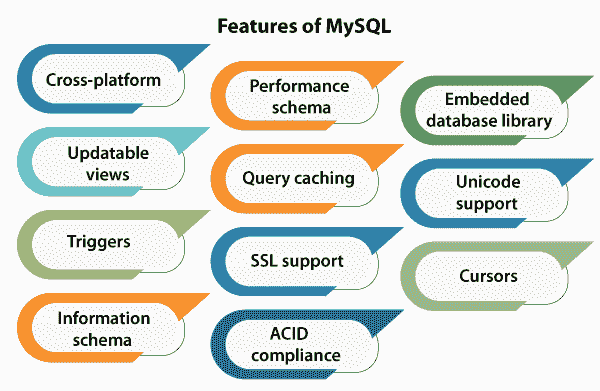 Features of MySQL
Cross-platform
Updatable
views
Triggers
Information
schema
Performance
schema
Query caching
SSL support
ACID
compliance
Embedded
database library
Unicode
support
Cursors